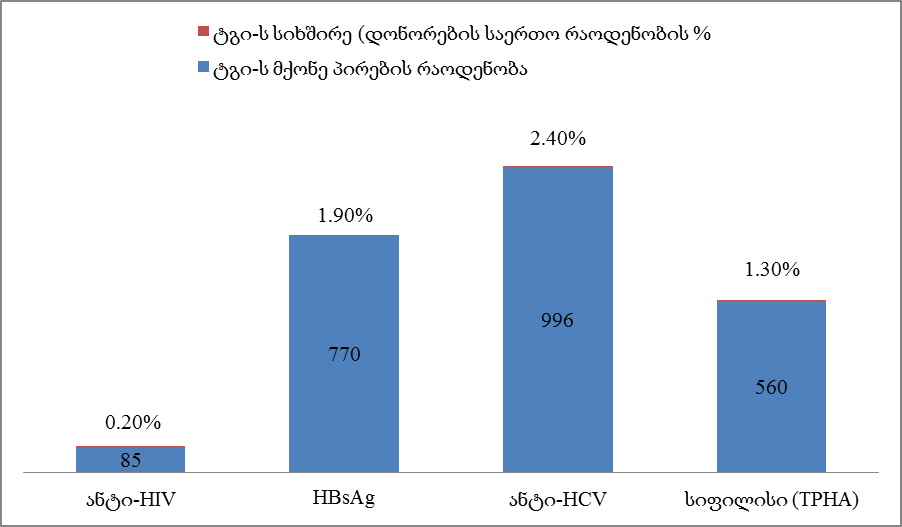 ტგი-ს სიხშირე (დონორების საერთო რაოდენობის %
ტგი-ს მქონე პირების რაოდენობა
2.40%
1.90%
1.30%
996
770
560
0.20%
85
ანტი-HIV HBsAg ანტი-HCV სიფილისი (TPHA)